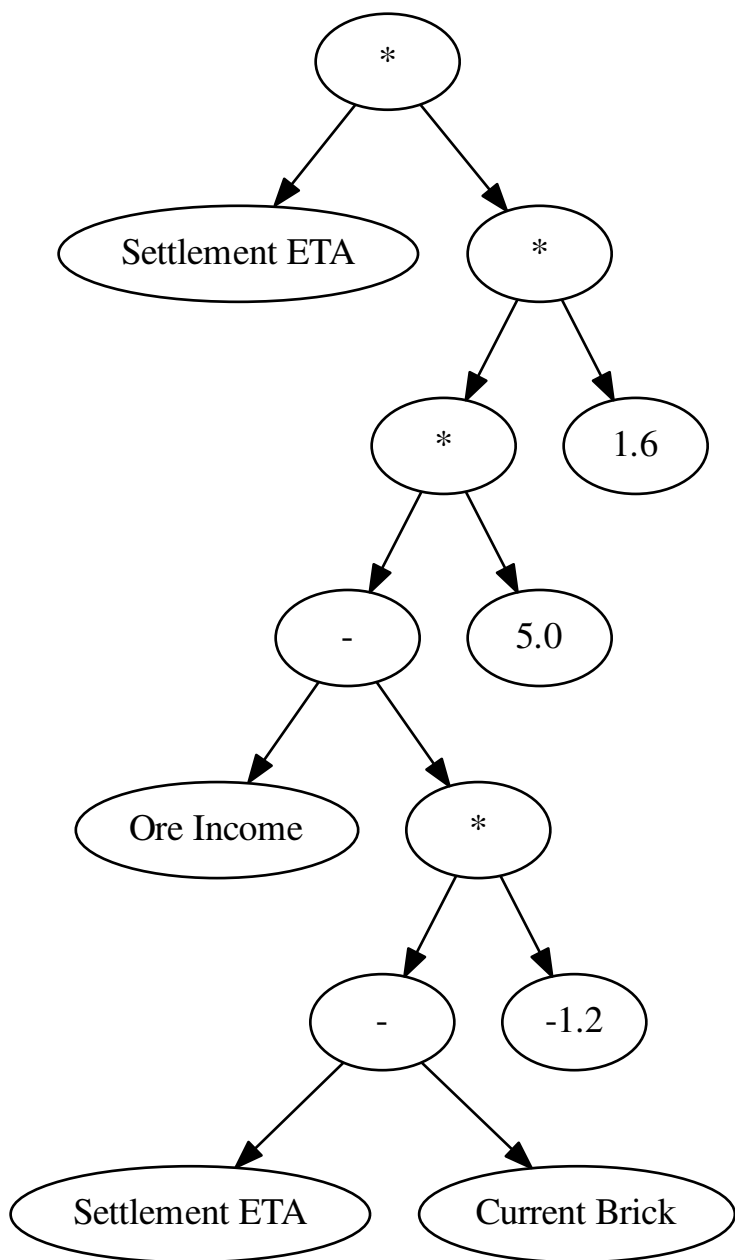 *
Settlement ETA
*
*
1.6
-
5.0
Ore Income
*
-
-1.2
Settlement ETA
Current Brick